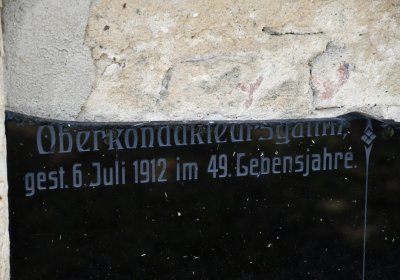 Oberkondukteursgattin,
gest. 6. Juli 1912 im 49. Lebensjahre.